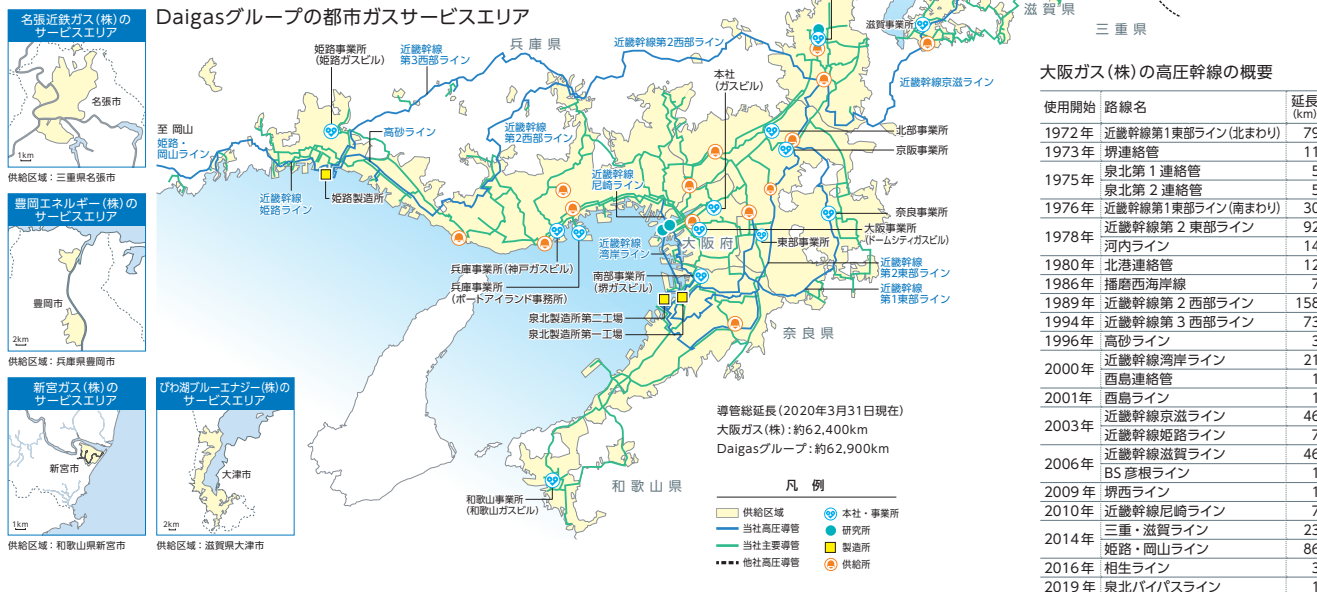 名張近鉄ガス(株)の
サービスエリア
名張市
1km
供給区域：三重県名張市
豊岡エネルギー(株)の
サービスエリア
豊岡市
2km
供給区域：兵庫県豊岡市
新宮ガス(株)の
サービスエリア
新宮市
1km
供給区域：和歌山県新宮市
びわ湖ブルーエナジー(株)の
サービスエリア
大津市
2km
供給区域：滋賀県大津市
Daigasグループの都市ガスサービスエリア
姫路事業所
(姫路ガスビル)
近畿幹線
第3西部ライン
兵庫県
近畿幹線第2西部ライン
滋賀事業所
滋賀県
三重県
本社
(ガスビル)
近畿幹線京滋ライン
至 岡山
姫路・
岡山ライン
高砂ライン
近畿幹線
第2西部ライン
北部事業所
京阪事業所
近畿幹線
尼崎ライン
近畿幹線
姫路ライン
姫路製造所
奈良事業所
大阪事業所
(ドームシティガスビル)
大阪府
東部事業所
近畿幹線
湾岸ライン
兵庫事業所(神戸ガスビル)
兵庫事業所
(ポートアイランド事務所)
南部事業所
(堺ガスビル)
近畿幹線
第2東部ライン
近畿幹線
第1東部ライン
泉北製造所第二工場
泉北製造所第一工場
奈良県
和歌山事業所
(和歌山ガスビル)
和歌山県
導管総延長(2020年3月31日現在)
大阪ガス(株)：約62,400km
Daigasグループ：約62,900km
凡 例
供給区域
当社高圧導管
当社主要導管
他社高圧導管
本社・事業所
研究所
製造所
供給所
大阪ガス(株)の高圧幹線の概要
使用開始 路線名 延長(km)
1972年 近畿幹線第1東部ライン(北まわり) 79
1973年 堺連絡管 11
1975年 泉北第1連絡管 5
泉北第2連絡管 5
1976年 近畿幹線第1東部ライン(南まわり) 30
1978年 近畿幹線第2東部ライン 92
河内ライン 14
1980年 北港連絡管 12
1986年 播磨西海岸線 7
1989年 近畿幹線第2西部ライン 158
1994年 近畿幹線第3西部ライン 73
1996年 高砂ライン 3
2000年 近畿幹線湾岸ライン 21
酉島連絡管 1
2001年 酉島ライン 1
2003年 近畿幹線京滋ライン 46
近畿幹線姫路ライン 7
2006年 近畿幹線滋賀ライン 46
BS彦根ライン 1
2009年 堺西ライン 1
2010年 近畿幹線尼崎ライン 7
2014年 三重・滋賀ライン 23
姫路・岡山ライン 86
2016年 相生ライン 3
2019年 泉北バイパスライン 1